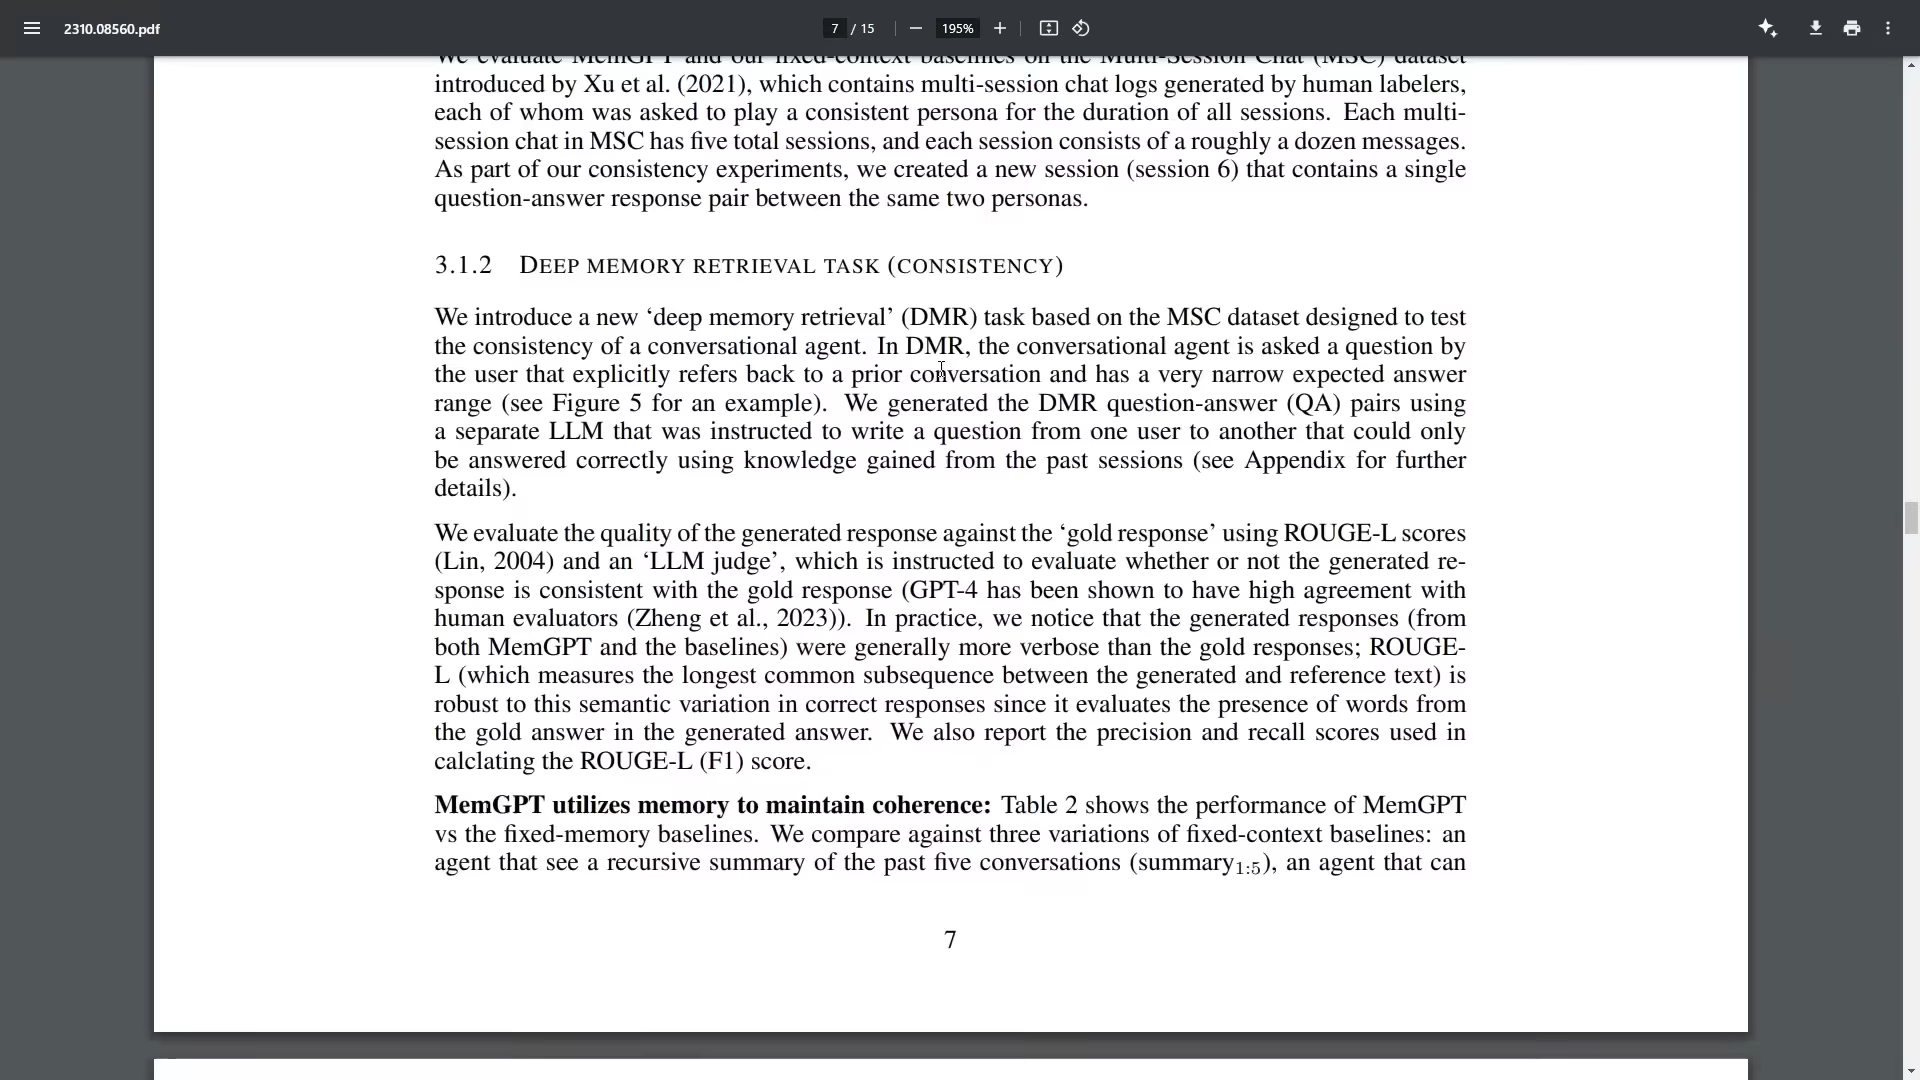 2310.08560.pdf
7 / 15
195%
We evaluate MemGPT and our fixed-context baselines on the Multi-Session Chat (MSC) dataset
introduced by Xu et al. (2021), which contains multi-session chat logs generated by human labelers,
each of whom was asked to play a consistent persona for the duration of all sessions. Each multi-
session chat in MSC has five total sessions, and each session consists of a roughly a dozen messages.
As part of our consistency experiments, we created a new session (session 6) that contains a single
question-answer response pair between the same two personas.
3.1.2 DEEP MEMORY RETRIEVAL TASK (CONSISTENCY)
We introduce a new ‘deep memory retrieval’ (DMR) task based on the MSC dataset designed to test
the consistency of a conversational agent. In DMR, the conversational agent is asked a question by
the user that explicitly refers back to a prior conversation and has a very narrow expected answer
range (see Figure 5 for an example). We generated the DMR question-answer (QA) pairs using
a separate LLM that was instructed to write a question from one user to another that could only
be answered correctly using knowledge gained from the past sessions (see Appendix for further
details).
We evaluate the quality of the generated response against the ‘gold response’ using ROUGE-L scores
(Lin, 2004) and an ‘LLM judge’, which is instructed to evaluate whether or not the generated re-
sponse is consistent with the gold response (GPT-4 has been shown to have high agreement with
human evaluators (Zheng et al., 2023)). In practice, we notice that the generated responses (from
both MemGPT and the baselines) were generally more verbose than the gold responses; ROUGE-
L (which measures the longest common subsequence between the generated and reference text) is
robust to this semantic variation in correct responses since it evaluates the presence of words from
the gold answer in the generated answer. We also report the precision and recall scores used in
calclating the ROUGE-L (F1) score.
MemGPT utilizes memory to maintain coherence: Table 2 shows the performance of MemGPT
vs the fixed-memory baselines. We compare against three variations of fixed-context baselines: an
agent that see a recursive summary of the past five conversations (summary1:5), an agent that can
7